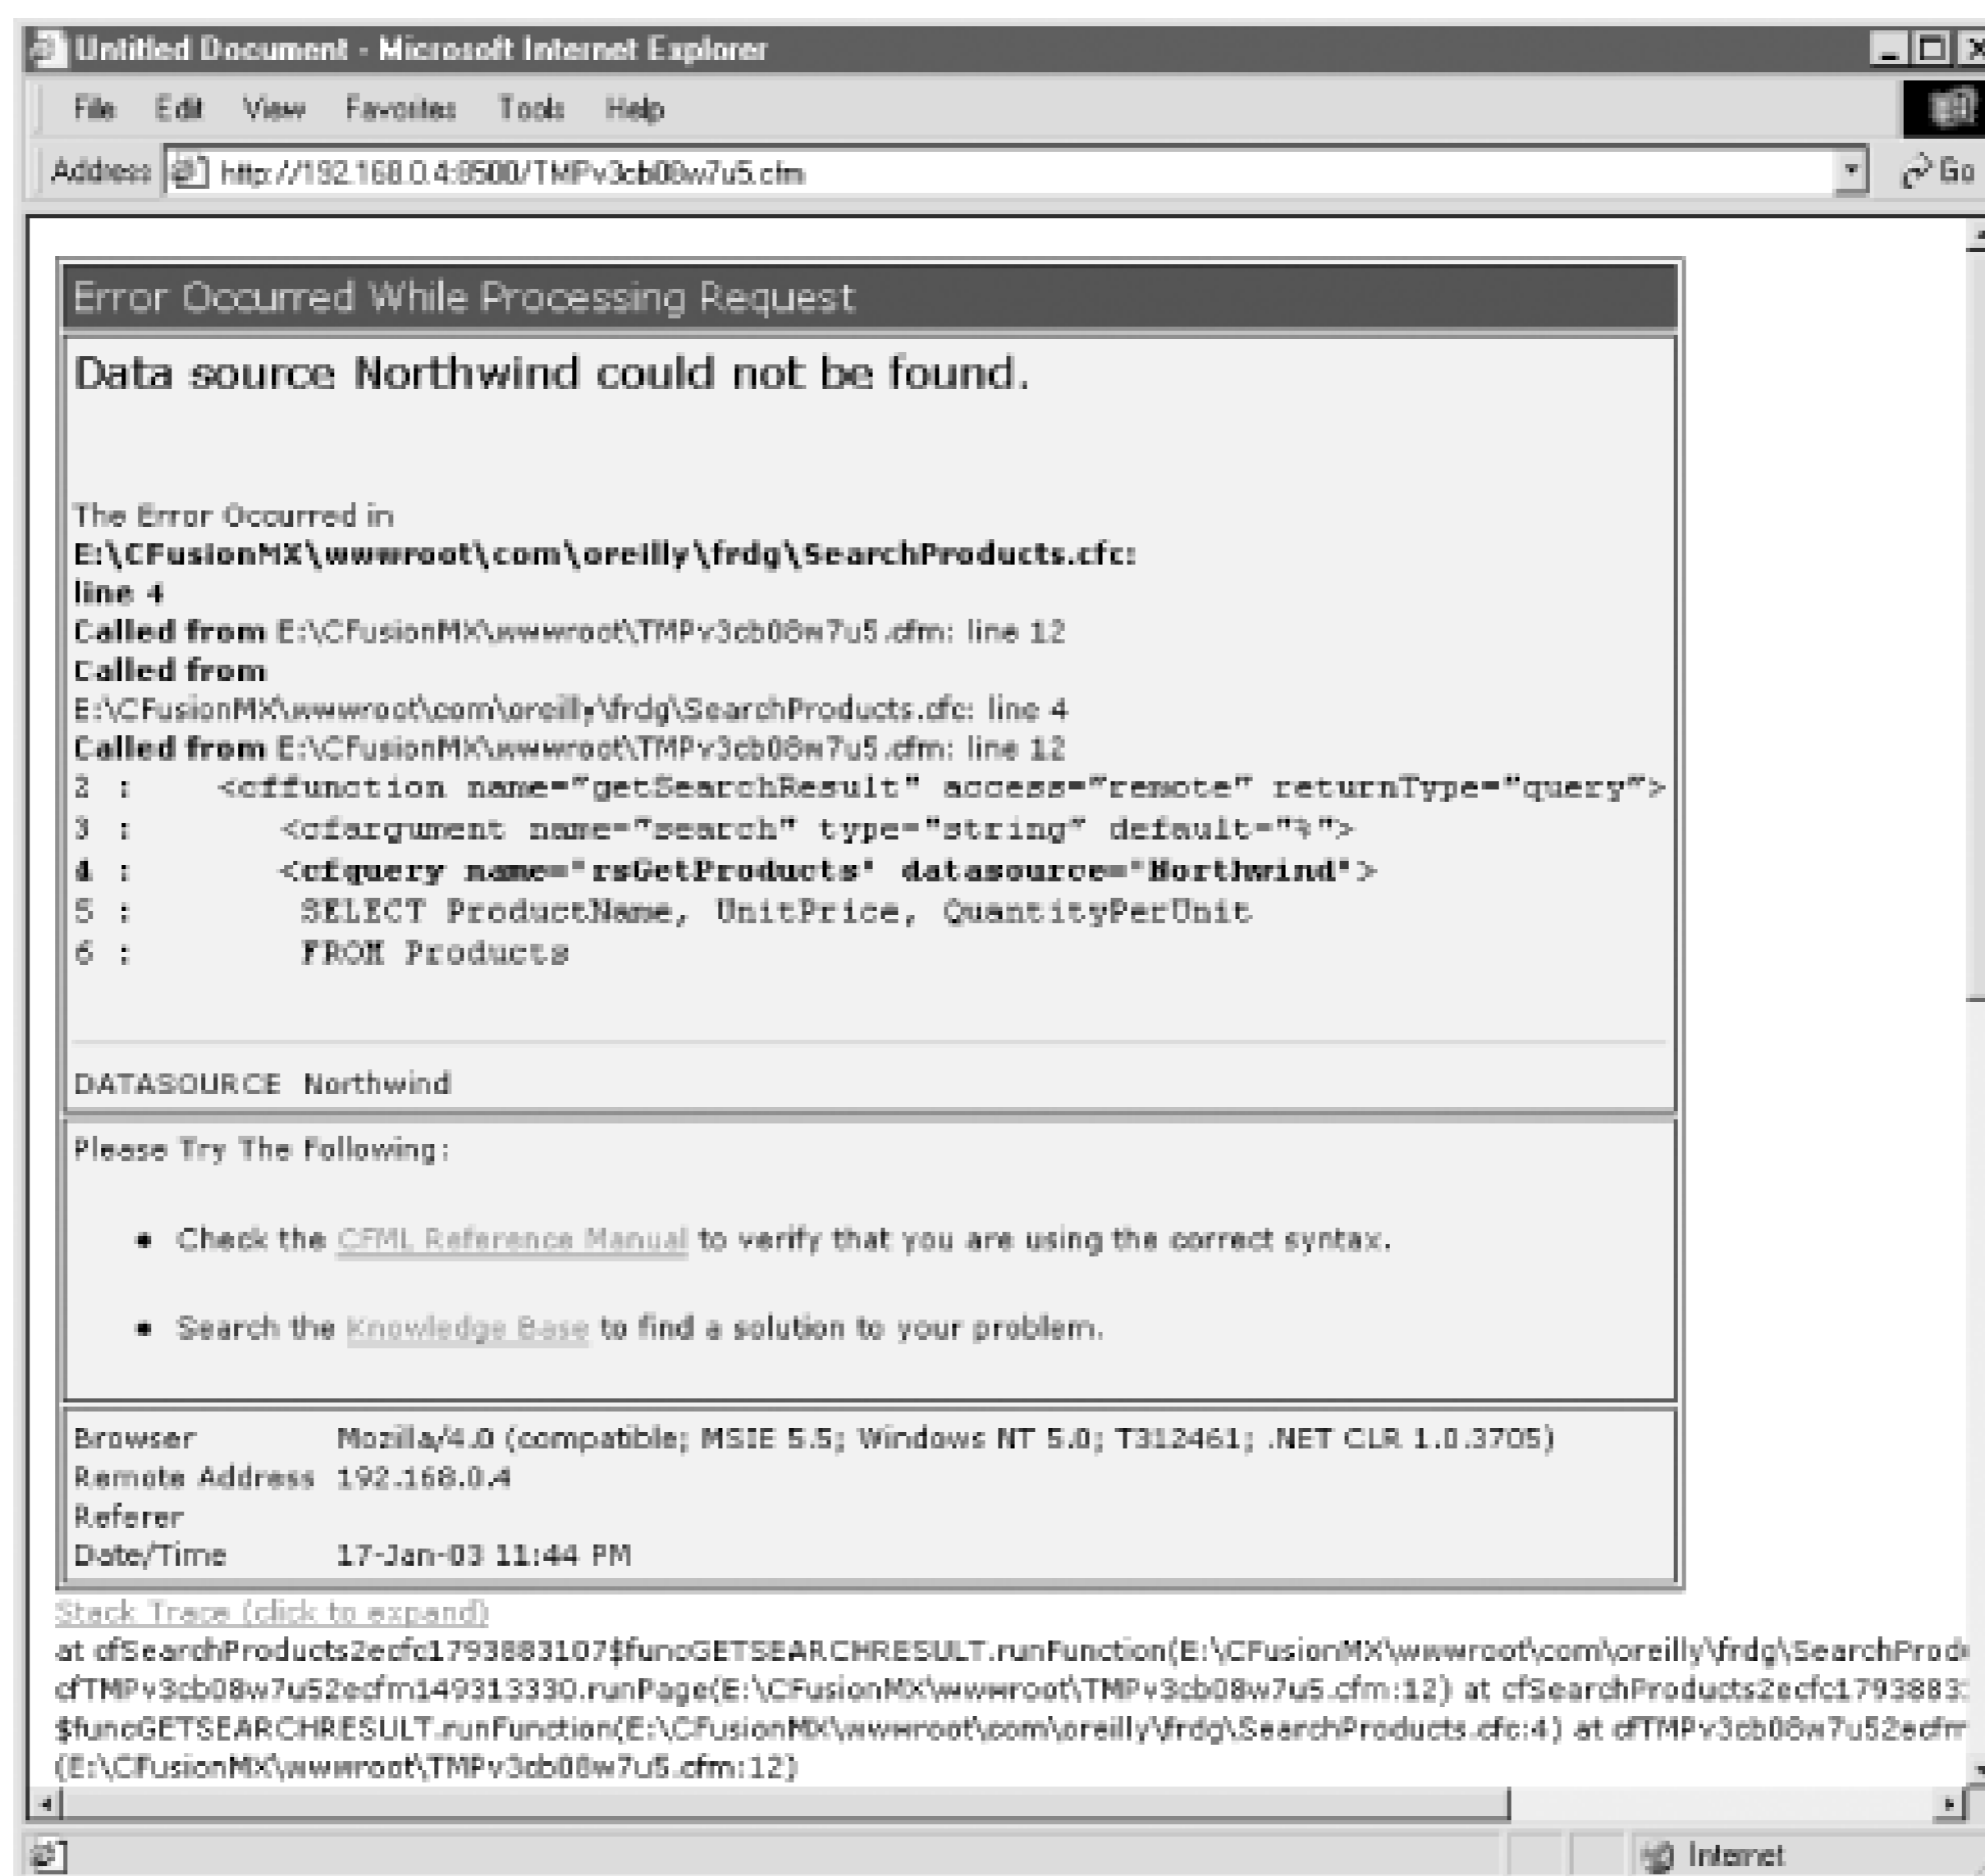 Untitled Document - Microsoft Internet Explorer
File Edit View Favorites Tools Help
Address http://192.168.0.4:8500/TMPv3cb08w7u5.cfm Go
Error Occurred While Processing Request
Data source Northwind could not be found.
The Error Occurred in
E:\CFusionMX\wwwroot\com\oreilly\frdg\SearchProducts.cfc:
line 4
Called from E:\CFusionMX\wwwroot\TMPv3cb08w7u5.cfm: line 12
Called from
E:\CFusionMX\wwwroot\com\oreilly\frdg\SearchProducts.cfc: line 4
Called from E:\CFusionMX\wwwroot\TMPv3cb08w7u5.cfm: line 12
2 : <cffunction name="getSearchResult" access="remote" returnType="query">
3 : <cfargument name="search" type="string" default="%">
4 : <cfquery name="rsGetProducts" datasource="Northwind">
5 : SELECT ProductName, UnitPrice, QuantityPerUnit
6 : FROM Products
DATASOURCE Northwind
Please Try The Following:
• Check the CFML Reference Manual to verify that you are using the correct syntax.
• Search the Knowledge Base to find a solution to your problem.
Browser Mozilla/4.0 (compatible; MSIE 5.5; Windows NT 5.0; T312461; .NET CLR 1.0.3705)
Remote Address 192.168.0.4
Referer
Date/Time 17-Jan-03 11:44 PM
Stack Trace (click to expand)
at cfSearchProducts2ecfc1793883107$funcGETSEARCHRESULT.runFunction(E:\CFusionMX\wwwroot\com\oreilly\frdg\SearchProdu
cfTMPv3cb08w7u52ecfm149313330.runPage(E:\CFusionMX\wwwroot\TMPv3cb08w7u5.cfm:12) at cfSearchProducts2ecfc17938831
$funcGETSEARCHRESULT.runFunction(E:\CFusionMX\wwwroot\com\oreilly\frdg\SearchProducts.cfc:4) at cfTMPv3cb08w7u52ecfm
(E:\CFusionMX\wwwroot\TMPv3cb08w7u5.cfm:12)
Internet